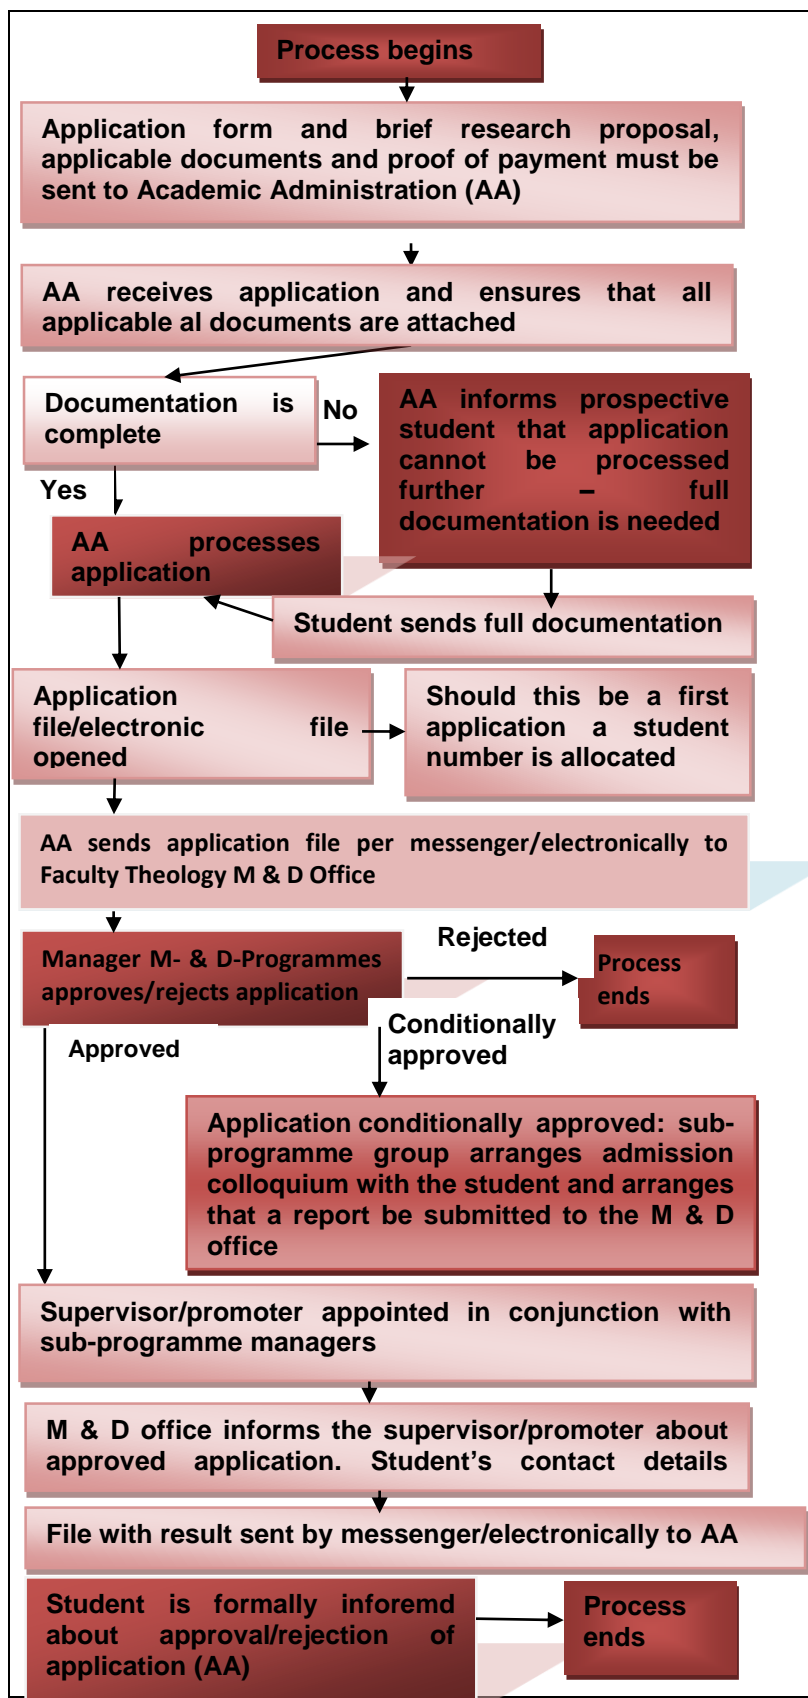 Process begins
Application form and brief research proposal,
applicable documents and proof of payment must be
sent to Academic Administration (AA)
AA receives application and ensures that all
applicable al documents are attached
Documentation is
complete
No
AA informs prospective
student that application
cannot be processed
further – full
documentation is needed
Yes
AA processes
application
Student sends full documentation
Application
file/electronic file
opened
Should this be a first
application a student
number is allocated
AA sends application file per messenger/electronically to
Faculty Theology M & D Office
Manager M- & D-Programmes
approves/rejects application
Rejected
Process
ends
Approved
Conditionally
approved
Application conditionally approved: sub-
programme group arranges admission
colloquium with the student and arranges
that a report be submitted to the M & D
office
Supervisor/promoter appointed in conjunction with
sub-programme managers
M & D office informs the supervisor/promoter about
approved application. Student's contact details
File with result sent by messenger/electronically to AA
Student is formally inforemd
about approval/rejection of
application (AA)
Process
ends